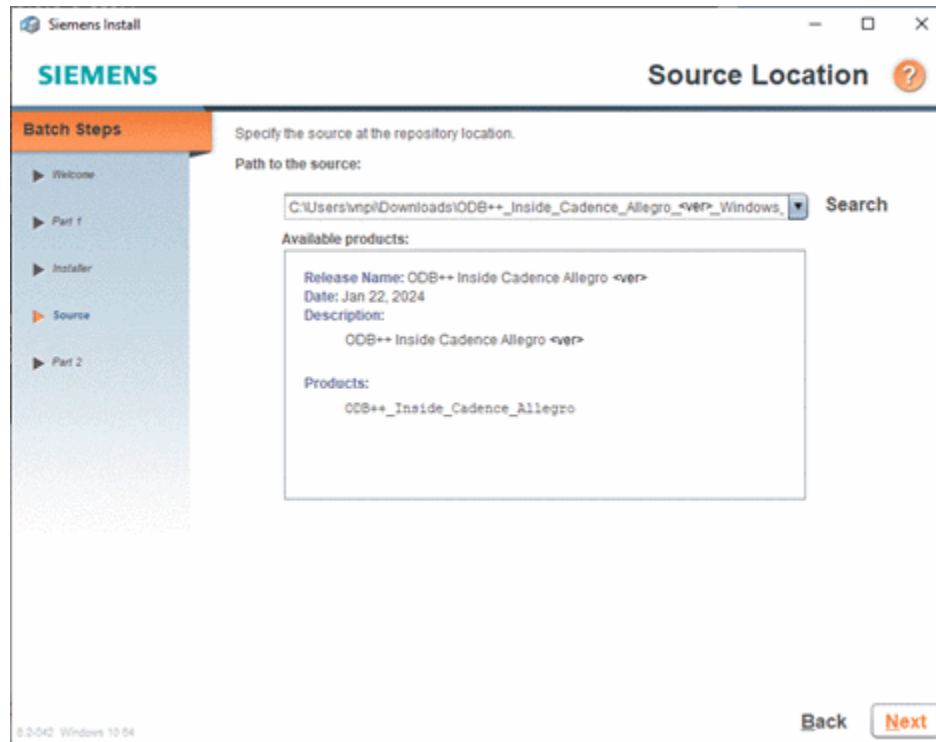 Siemens Install
SIEMENS
Source Location
?
Batch Steps
Welcome
Part 1
Installer
Source
Part 2
Specify the source at the repository location.
Path to the source:
C:\Users\vnpl\Downloads\ODB++_Inside_Cadence_Allegro_<ver>_Windows_
Search
Available products:
Release Name: ODB++ Inside Cadence Allegro <ver>
Date: Jan 22, 2024
Description:
ODB++ Inside Cadence Allegro <ver>
Products:
ODB++_Inside_Cadence_Allegro
Back
Next
Windows 10 64